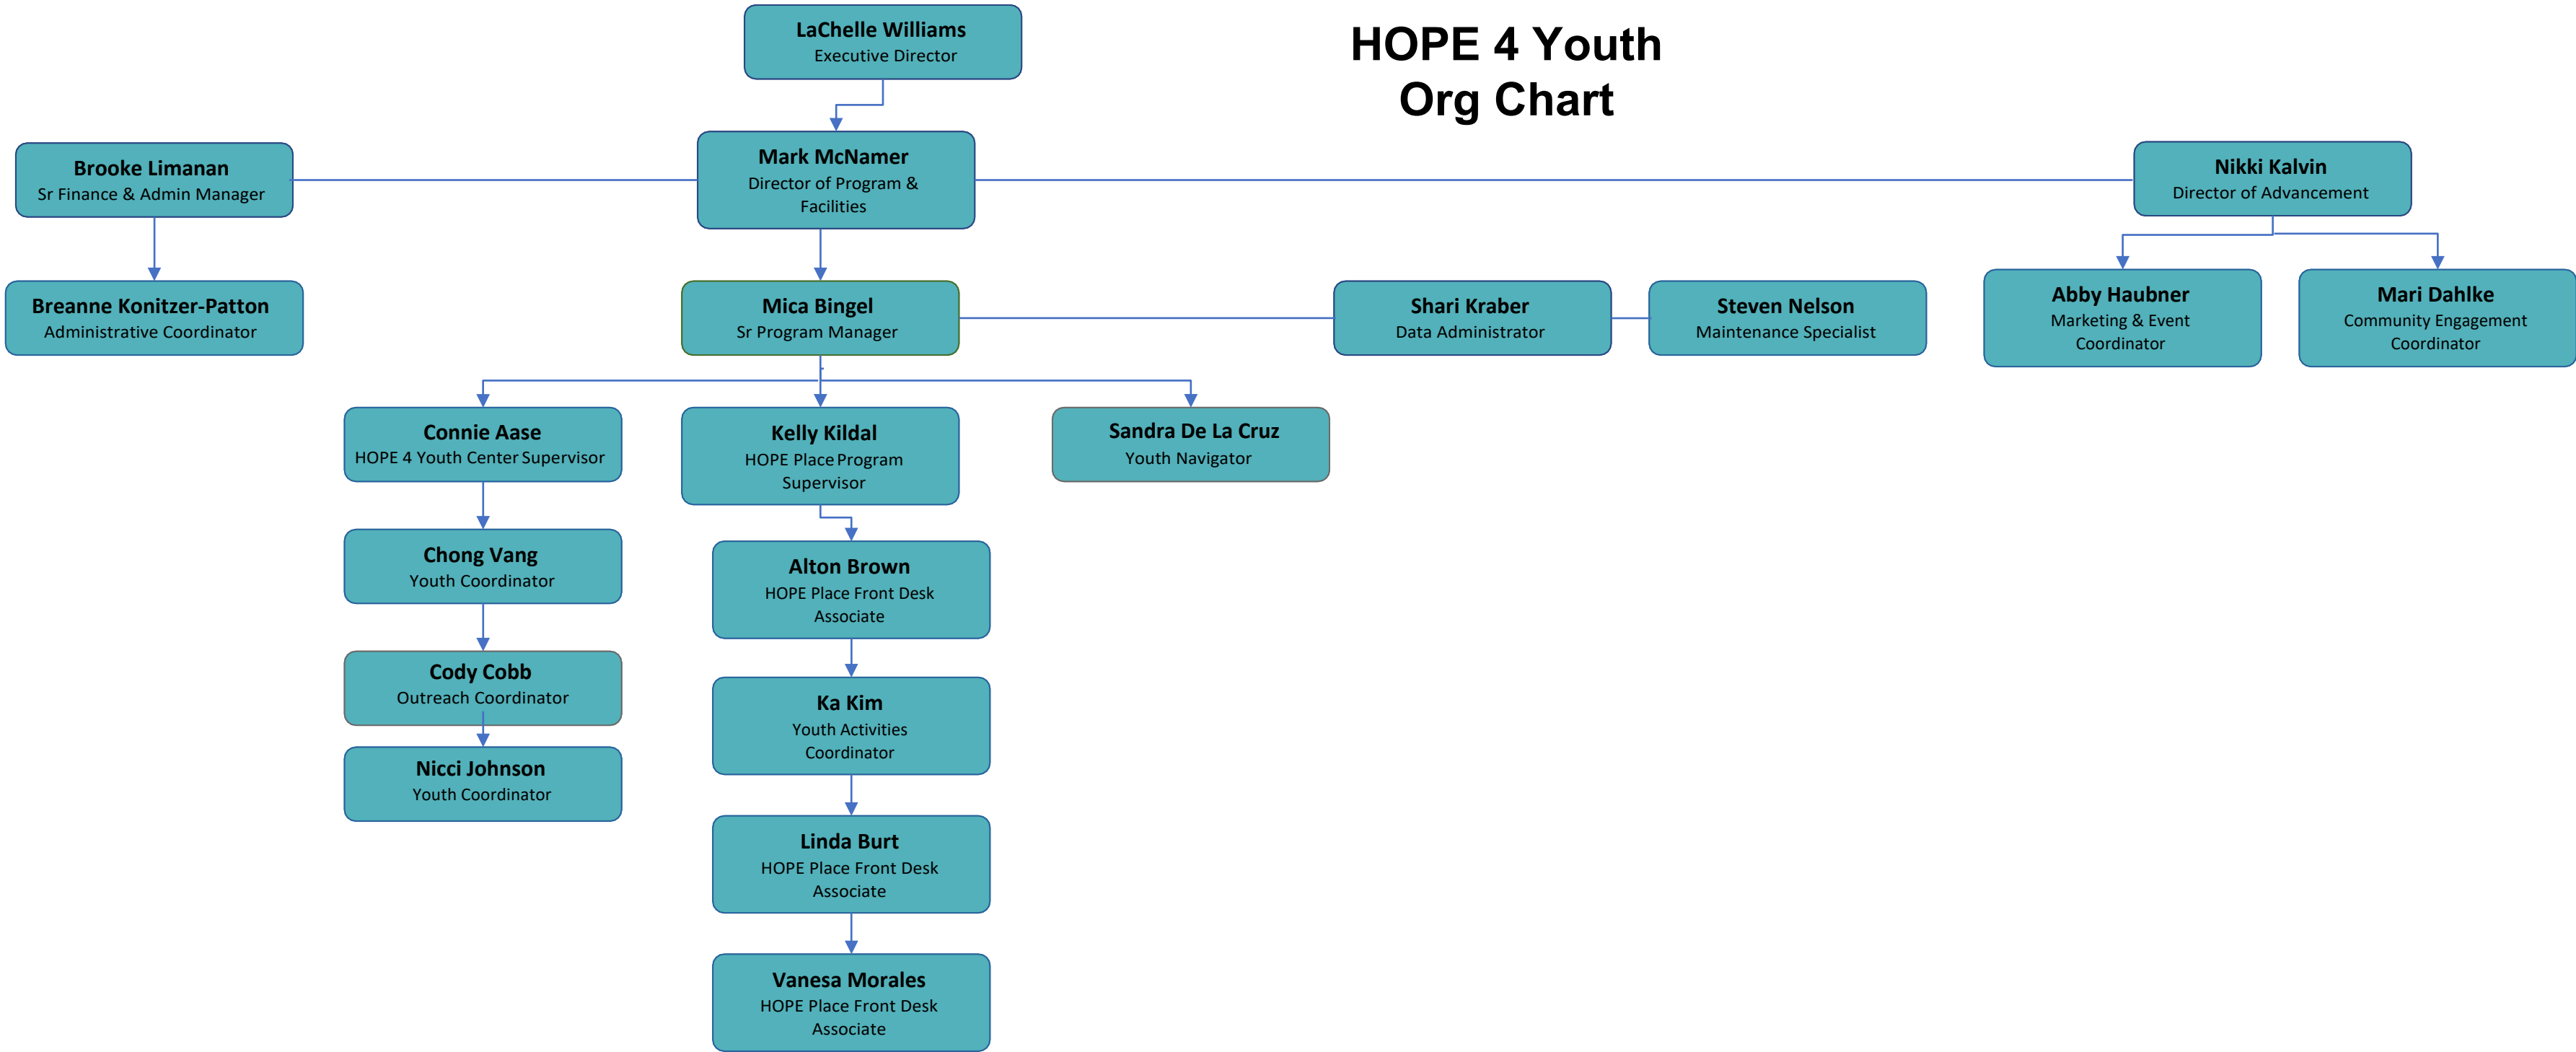 LaChelle Williams
Executive Director
HOPE 4 Youth
Org Chart
Brooke Limanan
Sr Finance & Admin Manager
Mark McNamer
Director of Program &
Facilities
Nikki Kalvin
Director of Advancement
Breanne Konitzer-Patton
Administrative Coordinator
Mica Bingel
Sr Program Manager
Shari Kraber
Data Administrator
Steven Nelson
Maintenance Specialist
Abby Haubner
Marketing & Event
Coordinator
Mari Dahlke
Community Engagement
Coordinator
Connie Aase
HOPE 4 Youth Center Supervisor
Kelly Kildal
HOPE Place Program
Supervisor
Sandra De La Cruz
Youth Navigator
Chong Vang
Youth Coordinator
Alton Brown
HOPE Place Front Desk
Associate
Cody Cobb
Outreach Coordinator
Ka Kim
Youth Activities
Coordinator
Nicci Johnson
Youth Coordinator
Linda Burt
HOPE Place Front Desk
Associate
Vanesa Morales
HOPE Place Front Desk
Associate